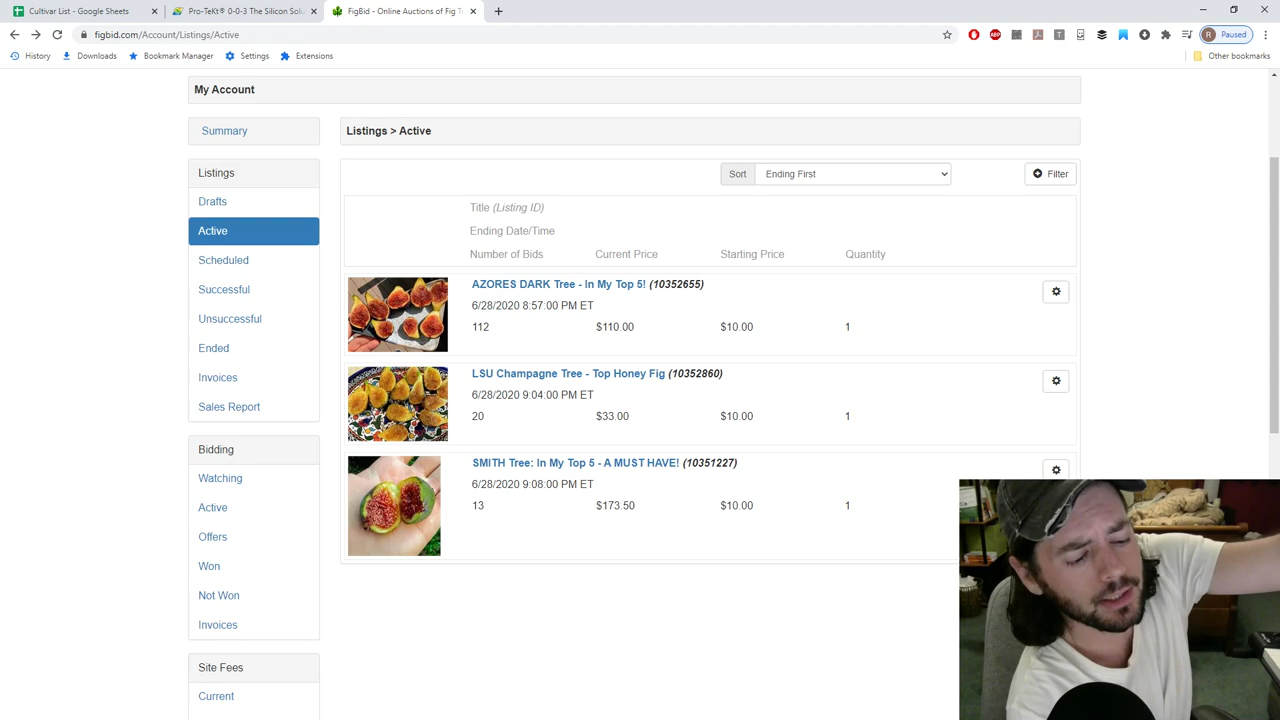 Cultivar List - Google Sheets
Pro-TeKt® 0-0-3 The Silicon Solu
FigBid - Online Auctions of Fig T
figbid.com/Account/Listings/Active
R Paused
History Downloads Bookmark Manager Settings Extensions Other bookmarks
My Account
Summary
Listings > Active
Listings
Sort Ending First Filter
Drafts
Active
Scheduled
Successful
Unsuccessful
Ended
Invoices
Sales Report
Bidding
Watching
Active
Offers
Won
Not Won
Invoices
Site Fees
Current
Title (Listing ID)
Ending Date/Time
Number of Bids Current Price Starting Price Quantity
AZORES DARK Tree - In My Top 5! (10352655)
6/28/2020 8:57:00 PM ET
112 $110.00 $10.00 1
LSU Champagne Tree - Top Honey Fig (10352860)
6/28/2020 9:04:00 PM ET
20 $33.00 $10.00 1
SMITH Tree: In My Top 5 - A MUST HAVE! (10351227)
6/28/2020 9:08:00 PM ET
13 $173.50 $10.00 1